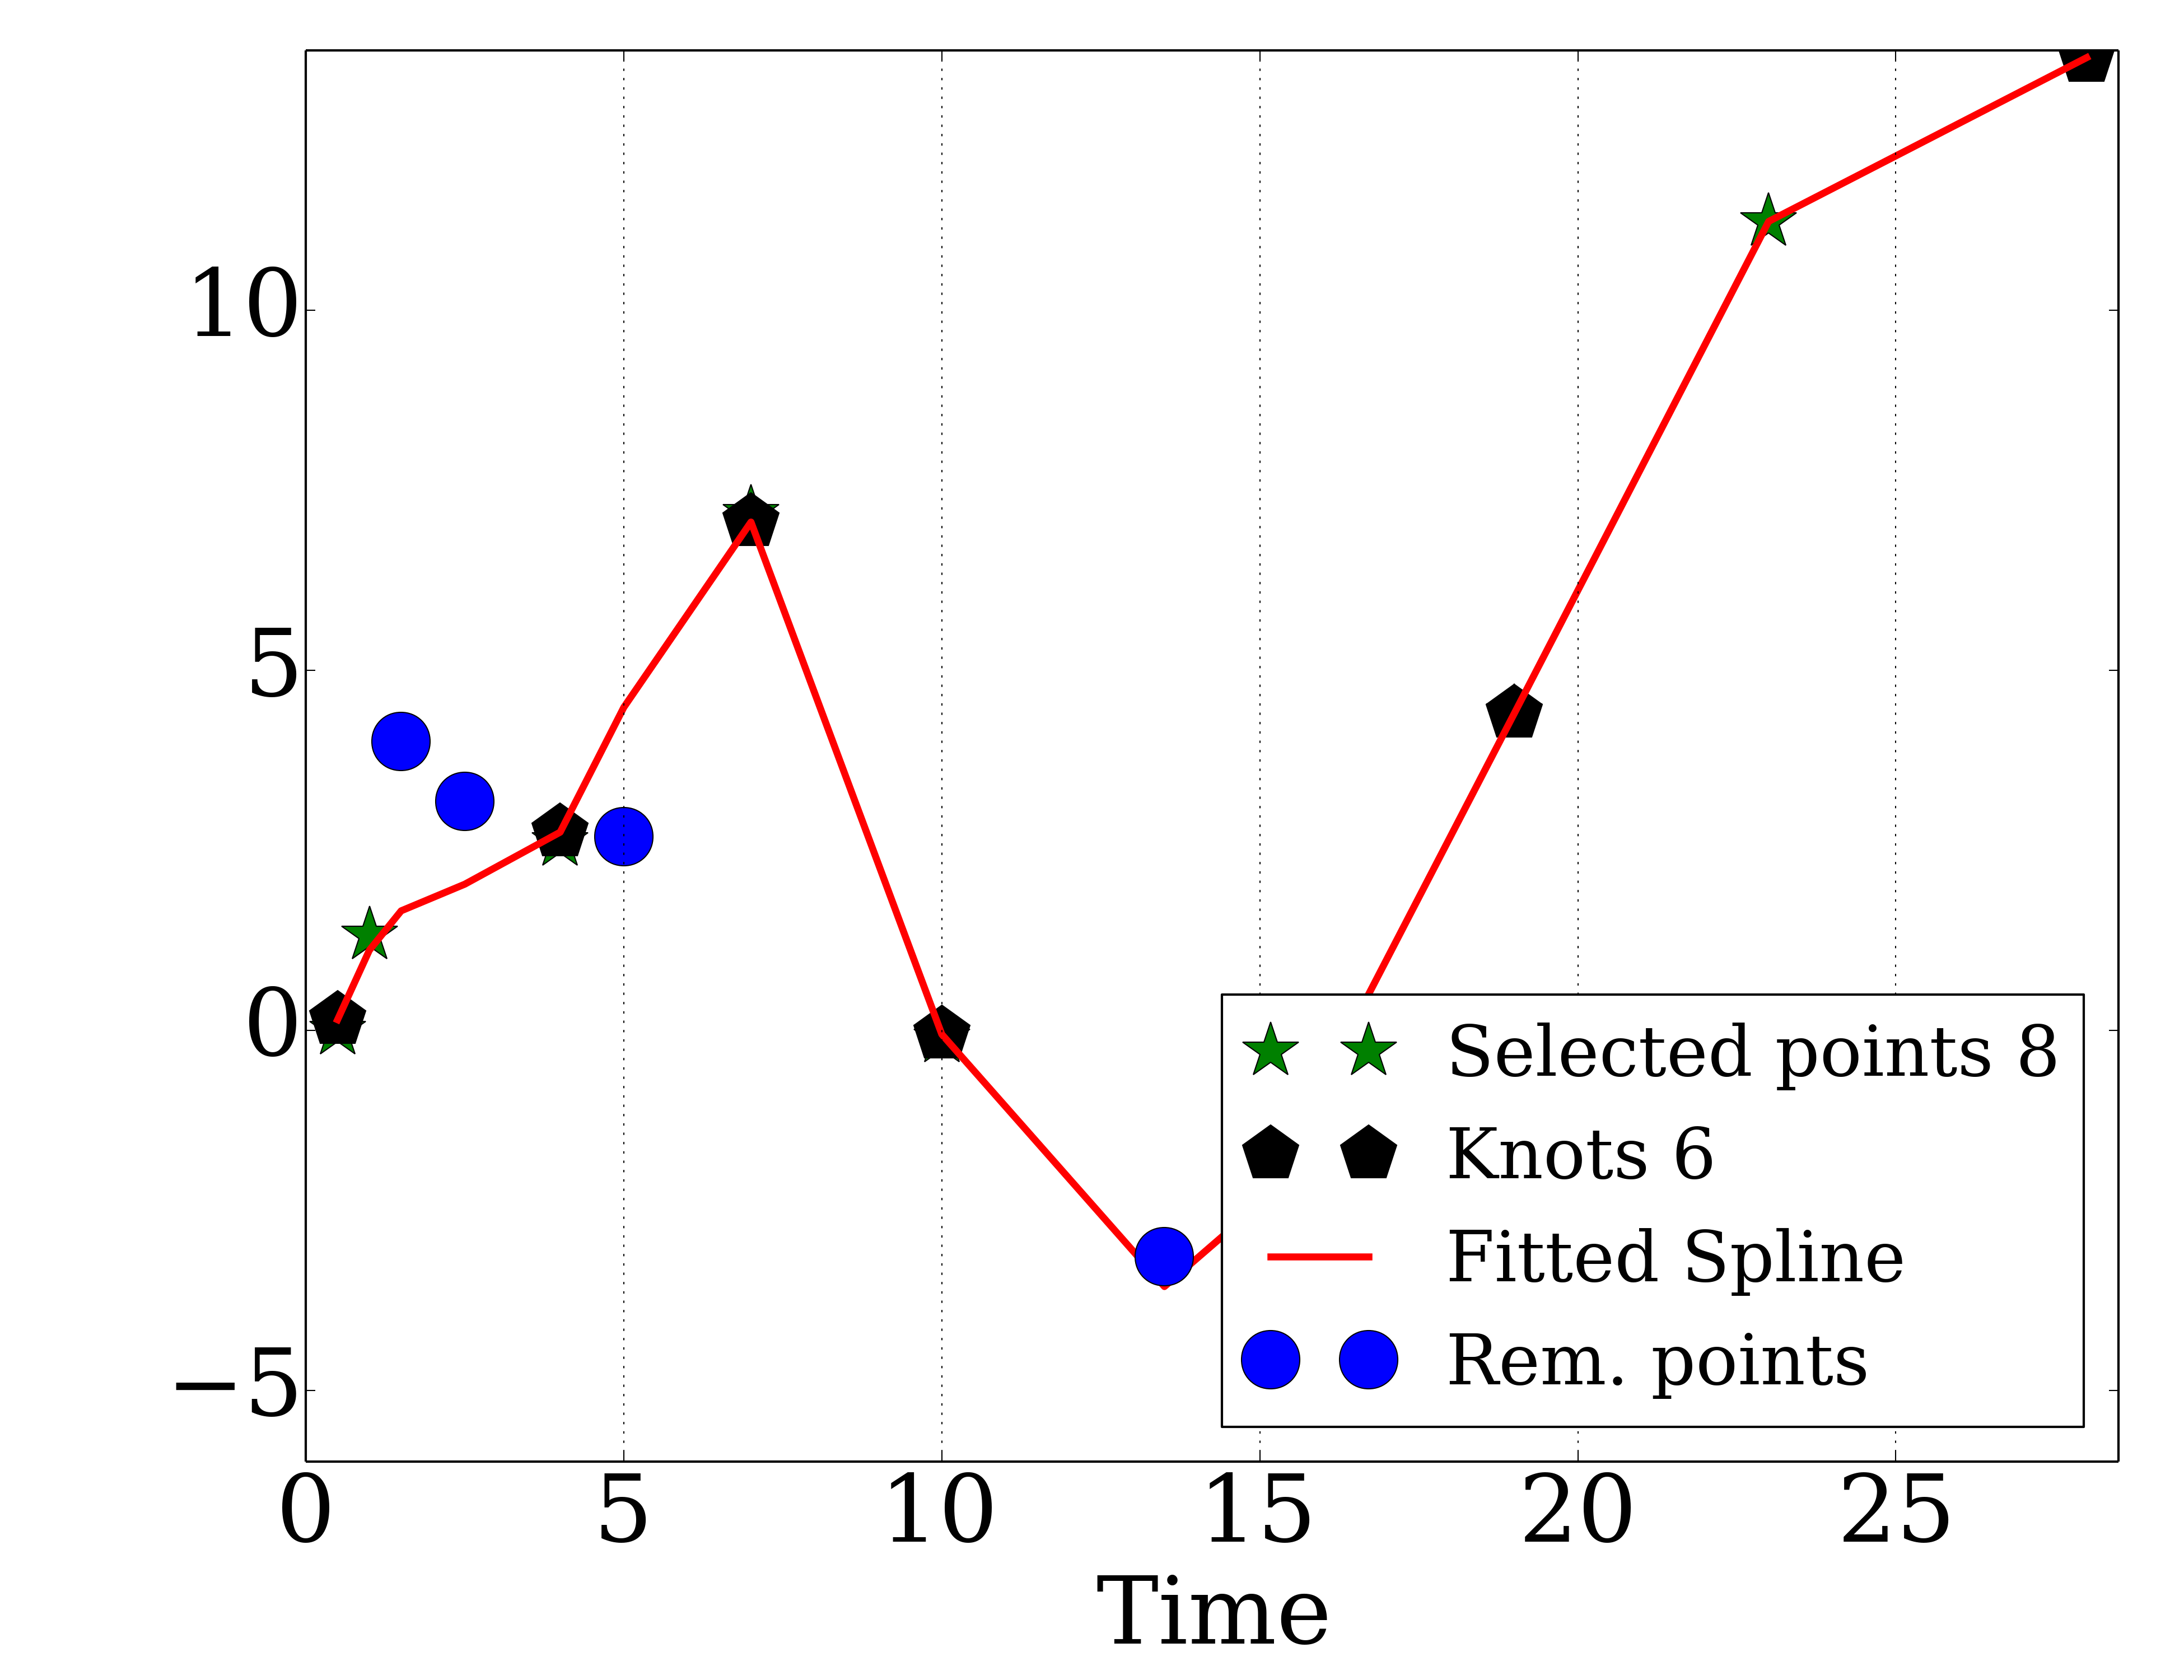 10
5
0
−5
0 5 10 15 20 25
Time
Selected points 8
Knots 6
Fitted Spline
Rem. points